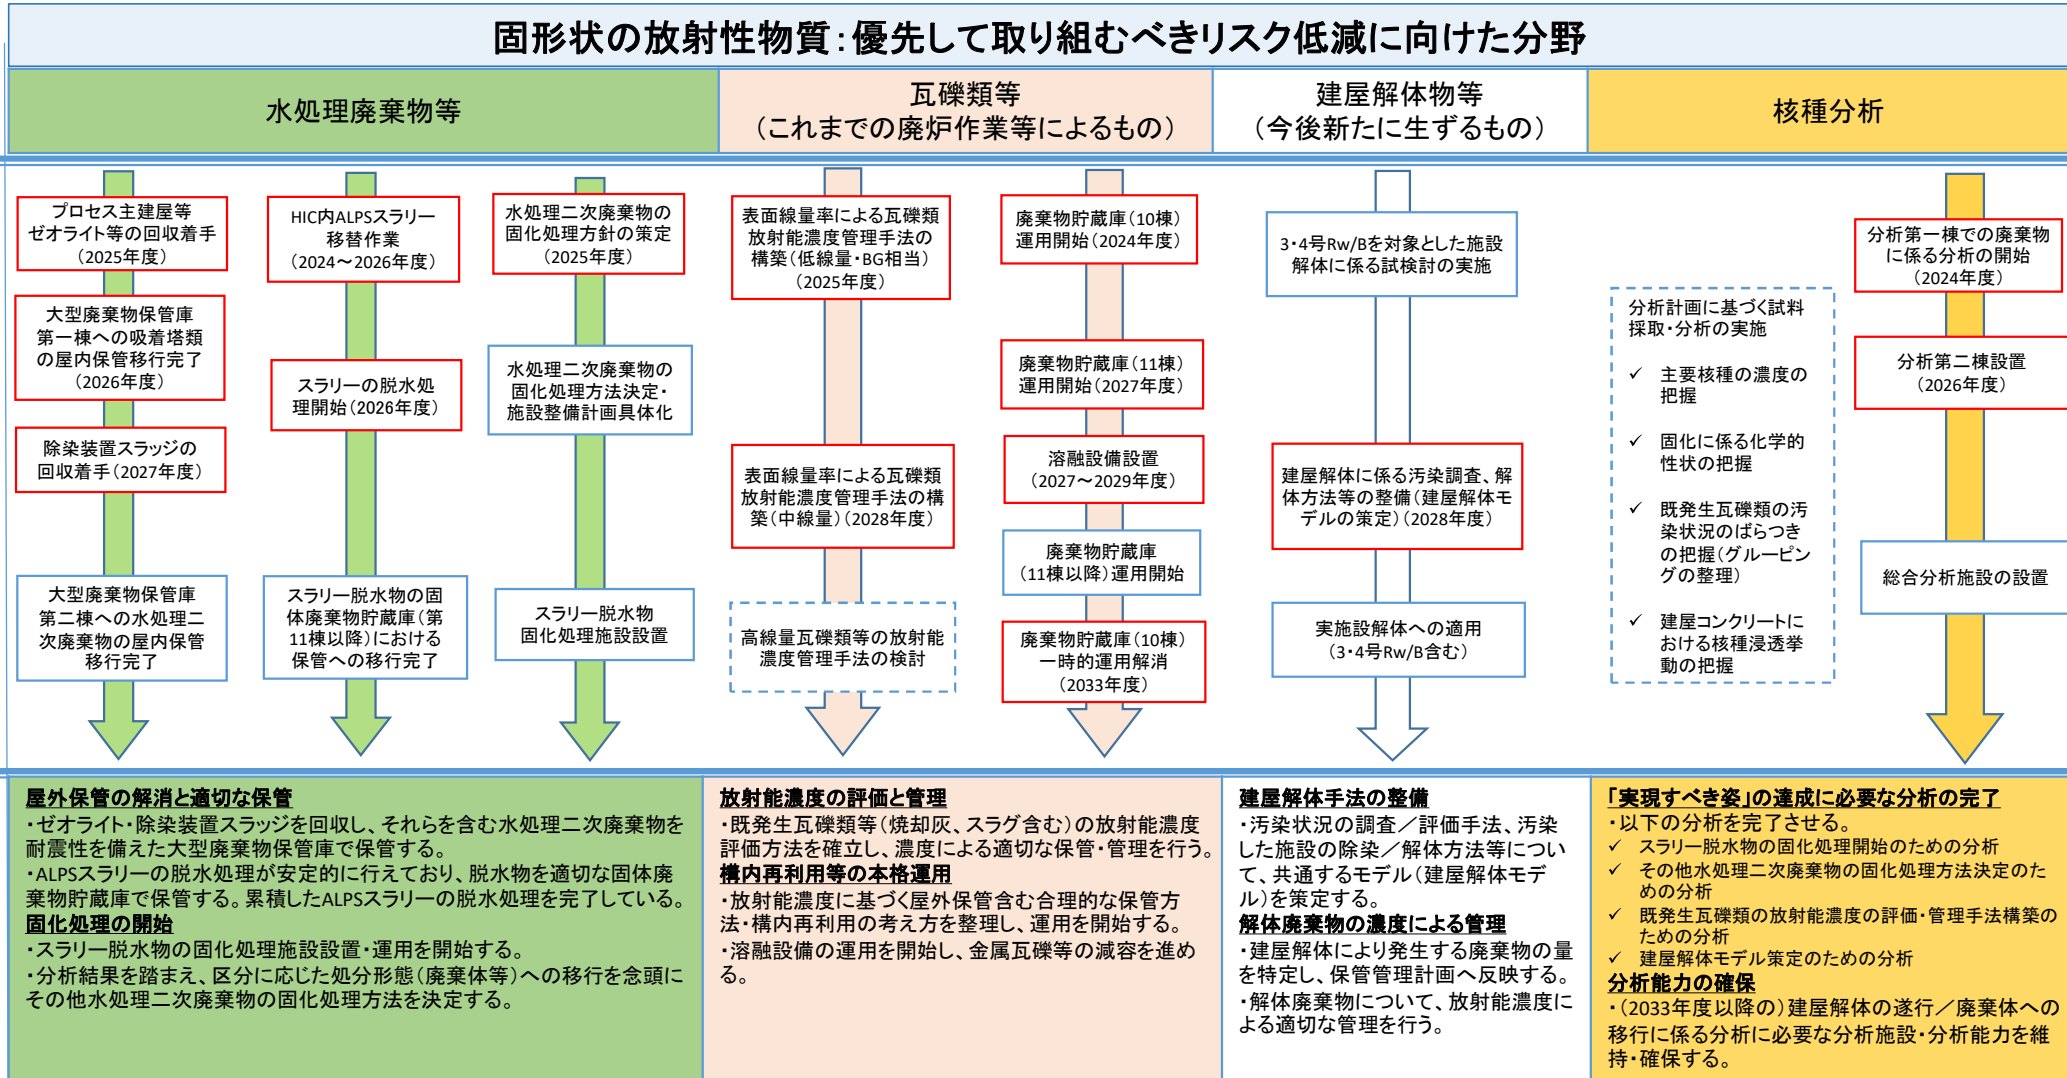 固形状の放射性物質：優先して取り組むべきリスク低減に向けた分野
水処理廃棄物等
瓦礫類等
（これまでの廃炉作業等によるもの）
建屋解体物等
（今後新たに生ずるもの）
核種分析
プロセス主建屋等
ゼオライト等の回収着手
（2025年度）
大型廃棄物保管庫
第一棟への吸着塔類
の屋内保管移行完了
（2026年度）
除染装置スラッジの
回収着手（2027年度）
大型廃棄物保管庫
第二棟への水処理二
次廃棄物の屋内保管
移行完了
HIC内ALPSスラリー
移替作業
（2024～2026年度）
スラリーの脱水処
理開始（2026年度）
スラリー脱水物の固
体廃棄物貯蔵庫（第
11棟以降）における
保管への移行完了
水処理二次廃棄物の
固化処理方針の策定
（2025年度）
水処理二次廃棄物の
固化処理方法決定・
施設整備計画具体化
スラリー脱水物
固化処理施設設置
表面線量率による瓦礫類
放射能濃度管理手法の
構築（低線量・BG相当）
（2025年度）
表面線量率による瓦礫類
放射能濃度管理手法の構
築（中線量）（2028年度）
高線量瓦礫類等の放射能
濃度管理手法の検討
廃棄物貯蔵庫（10棟）
運用開始（2024年度）
廃棄物貯蔵庫（11棟）
運用開始（2027年度）
溶融設備設置
（2027～2029年度）
廃棄物貯蔵庫
（11棟以降）運用開始
廃棄物貯蔵庫（10棟）
一時的運用解消
（2033年度）
3・4号Rw/Bを対象とした施設
解体に係る試検討の実施
建屋解体に係る汚染調査、解
体方法等の整備（建屋解体モ
デルの策定）（2028年度）
実施設解体への適用
（3・4号Rw/B含む）
分析計画に基づく試料
採取・分析の実施
✓ 主要核種の濃度の
把握
✓ 固化に係る化学的
性状の把握
✓ 既発生瓦礫類の汚
染状況のばらつき
の把握（グルーピン
グの整理）
✓ 建屋コンクリートに
おける核種浸透挙
動の把握
分析第一棟での廃棄物
に係る分析の開始
（2024年度）
分析第二棟設置
（2026年度）
総合分析施設の設置
屋外保管の解消と適切な保管
・ゼオライト・除染装置スラッジを回収し、それらを含む水処理二次廃棄物を
耐震性を備えた大型廃棄物保管庫で保管する。
・ALPSスラリーの脱水処理が安定的に行えており、脱水物を適切な固体廃
棄物貯蔵庫で保管する。累積したALPSスラリーの脱水処理を完了している。
固化処理の開始
・スラリー脱水物の固化処理施設設置・運用を開始する。
・分析結果を踏まえ、区分に応じた処分形態（廃棄体等）への移行を念頭に
その他水処理二次廃棄物の固化処理方法を決定する。
放射能濃度の評価と管理
・既発生瓦礫類等（焼却灰、スラグ含む）の放射能濃度
評価方法を確立し、濃度による適切な保管・管理を行う。
構内再利用等の本格運用
・放射能濃度に基づく屋外保管含む合理的な保管方
法・構内再利用の考え方を整理し、運用を開始する。
・溶融設備の運用を開始し、金属瓦礫等の減容を進め
る。
建屋解体手法の整備
・汚染状況の調査／評価手法、汚染
した施設の除染／解体方法等につい
て、共通するモデル（建屋解体モデ
ル）を策定する。
解体廃棄物の濃度による管理
・建屋解体により発生する廃棄物の量
を特定し、保管管理計画へ反映する。
・解体廃棄物について、放射能濃度に
よる適切な管理を行う。
「実現すべき姿」の達成に必要な分析の完了
・以下の分析を完了させる。
✓ スラリー脱水物の固化処理開始のための分析
✓ その他水処理二次廃棄物の固化処理方法決定のた
めの分析
✓ 既発生瓦礫類の放射能濃度の評価・管理手法構築の
ための分析
✓ 建屋解体モデル策定のための分析
分析能力の確保
・（2033年度以降の）建屋解体の遂行／廃棄体への
移行に係る分析に必要な分析施設・分析能力を維
持・確保する。